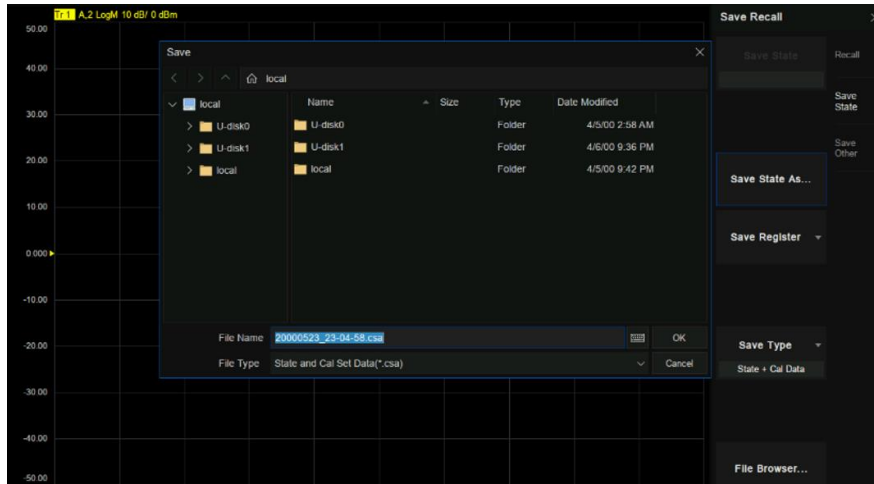 Tr 1 A,2 LogM 10 dB/ 0 dBm
50.00
40.00
30.00
20.00
10.00
0.000
-10.00
-20.00
-30.00
-40.00
-50.00
Save
local
local
U-disk0
U-disk1
local
Name Size Type Date Modified
U-disk0 Folder 4/5/00 2:58 AM
U-disk1 Folder 4/6/00 9:36 PM
local Folder 4/5/00 9:42 PM
File Name 20000523_23-04-58.csa OK
File Type State and Cal Set Data(*.csa) Cancel
Save Recall
Save State
Save State As...
Save Register
Save Type
State + Cal Data
File Browser...
Recall
Save
State
Save
Other